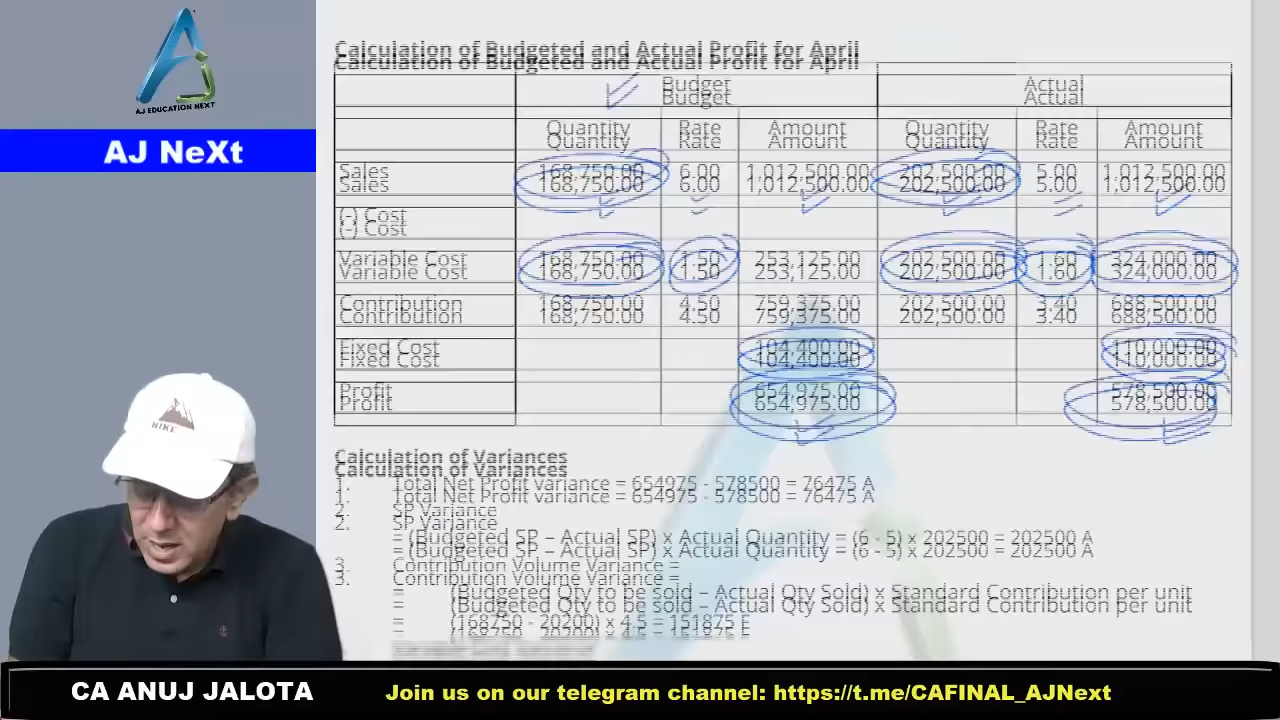 AJ EDUCATION NEXT
AJ NeXt
NIKE
Calculation of Budgeted and Actual Profit for April
Budget Actual
Quantity Rate Amount Quantity Rate Amount
Sales 168,750.00 6.00 1,012,500.00 202,500.00 5.00 1,012,500.00
(-) Cost
Variable Cost 168,750.00 1.50 253,125.00 202,500.00 1.60 324,000.00
Contribution 168,750.00 4.50 759,375.00 202,500.00 3.40 688,500.00
Fixed Cost 104,400.00 110,000.00
Profit 654,975.00 578,500.00
Calculation of Variances
1. Total Net Profit variance = 654975 - 578500 = 76475 A
2. SP Variance
= (Budgeted SP – Actual SP) x Actual Quantity = (6 - 5) x 202500 = 202500 A
3. Contribution Volume Variance =
= (Budgeted Qty to be sold – Actual Qty Sold) x Standard Contribution per unit
= (168750 - 20200) x 4.5 = 151875 F
CA ANUJ JALOTA
Join us on our telegram channel: https://t.me/CAFINAL_AJNext